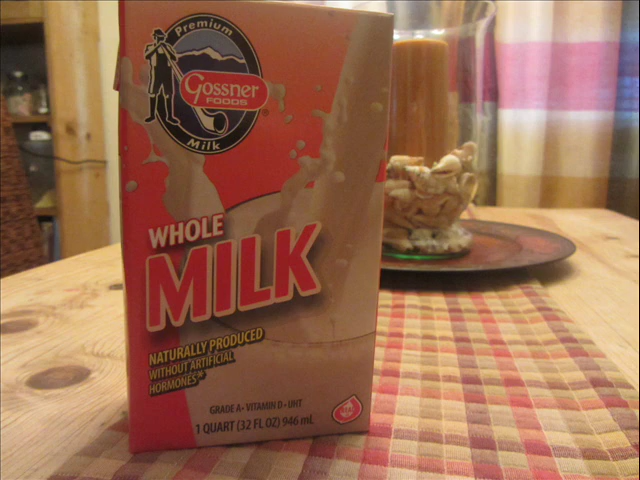 Premium
Gossner
FOODS
Milk
WHOLE
MILK
NATURALLY PRODUCED
WITHOUT ARTIFICIAL
HORMONES*
GRADE A • VITAMIN D • UHT
1 QUART (32 FL OZ) 946 mL